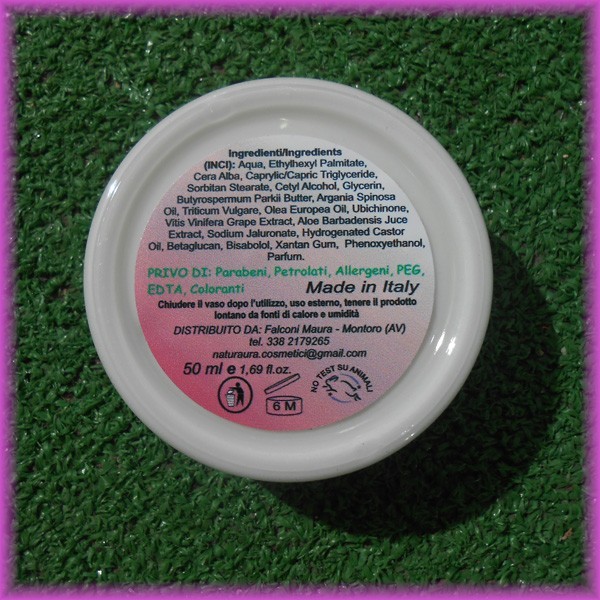 Ingredienti/Ingredients
(INCI): Aqua, Ethylhexyl Palmitate,
Cera Alba, Caprylic/Capric Triglyceride,
Sorbitan Stearate, Cetyl Alcohol, Glycerin,
Butyrospermum Parkii Butter, Argania Spinosa
Oil, Triticum Vulgare, Olea Europea Oil, Ubichinone,
Vitis Vinifera Grape Extract, Aloe Barbadensis Juce
Extract, Sodium Jaluronate, Hydrogenated Castor
Oil, Betaglucan, Bisabolol, Xantan Gum, Phenoxyethanol,
Parfum.
PRIVO DI: Parabeni, Petrolati, Allergeni, PEG,
EDTA, Coloranti Made in Italy
Chiudere il vaso dopo l'utilizzo, uso esterno, tenere il prodotto
lontano da fonti di calore e umidità
DISTRIBUITO DA: Falconi Maura - Montoro (AV)
tel. 338 2179265
naturaura.cosmetici@gmail.com
50 ml e 1,69 fl.oz.
NO TEST SU ANIMALI
6 M